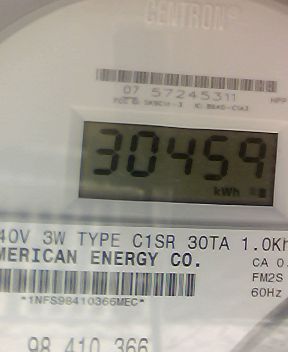 CENTRON®
07 57245311
30459
kWh
40V 3W TYPE C1SR 30TA 1.0Kh
MERICAN ENERGY CO.
CA 0.
FM2S
*1NFS98410366MEC*
60Hz
98 410 366